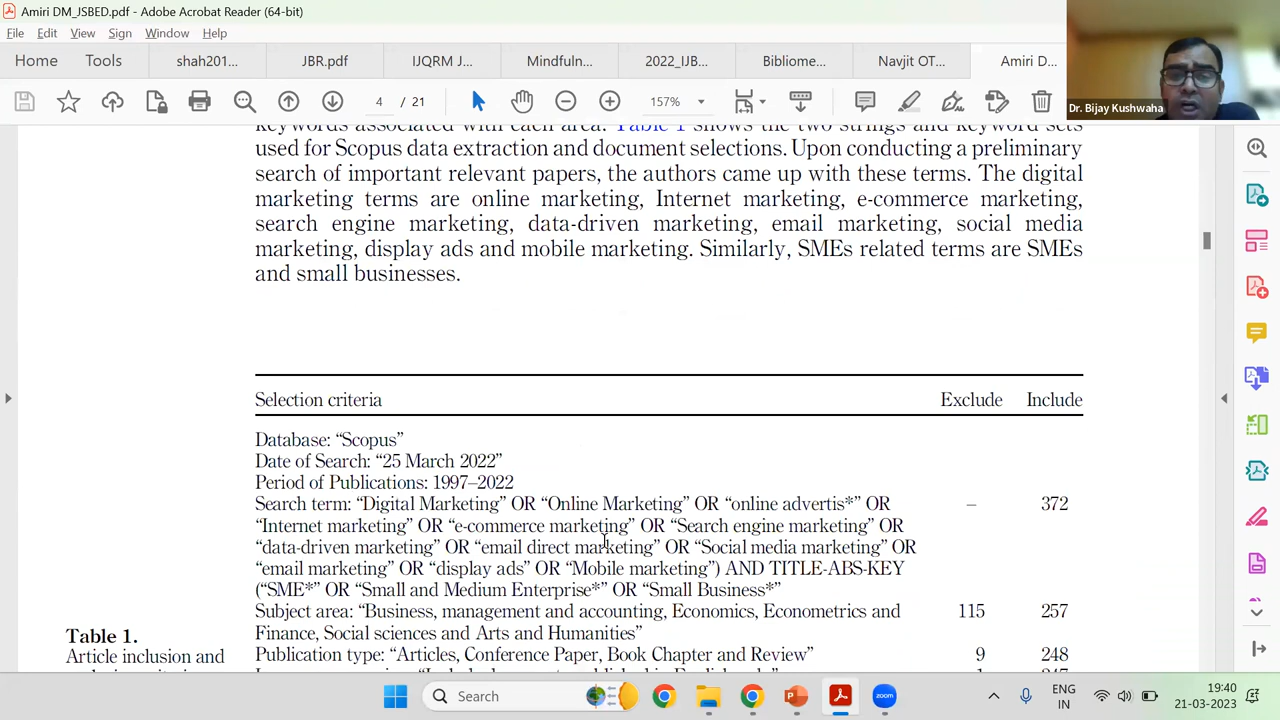 Amiri DM_JSBED.pdf - Adobe Acrobat Reader (64-bit)
File Edit View Sign Window Help
Home Tools shah201... JBR.pdf IJQRM J... Mindfuln... 2022_IJB... Bibliome... Navjit OT... Amiri D...
4 / 21 157%
Dr. Bijay Kushwaha
keywords associated with each area. Table 1 shows the two strings and keyword sets
used for Scopus data extraction and document selections. Upon conducting a preliminary
search of important relevant papers, the authors came up with these terms. The digital
marketing terms are online marketing, Internet marketing, e-commerce marketing,
search engine marketing, data-driven marketing, email marketing, social media
marketing, display ads and mobile marketing. Similarly, SMEs related terms are SMEs
and small businesses.
Selection criteria Exclude Include
Database: “Scopus”
Date of Search: “25 March 2022”
Period of Publications: 1997–2022
Search term: “Digital Marketing” OR “Online Marketing” OR “online advertis*” OR – 372
“Internet marketing” OR “e-commerce marketing” OR “Search engine marketing” OR
“data-driven marketing” OR “email direct marketing” OR “Social media marketing” OR
“email marketing” OR “display ads” OR “Mobile marketing”) AND TITLE-ABS-KEY
(“SME*” OR “Small and Medium Enterprise*” OR “Small Business*”
Subject area: “Business, management and accounting, Economics, Econometrics and 115 257
Finance, Social sciences and Arts and Humanities”
Publication type: “Articles, Conference Paper, Book Chapter and Review” 9 248
Table 1.
Article inclusion and
Search
zoom
ENG
IN
19:40
21-03-2023